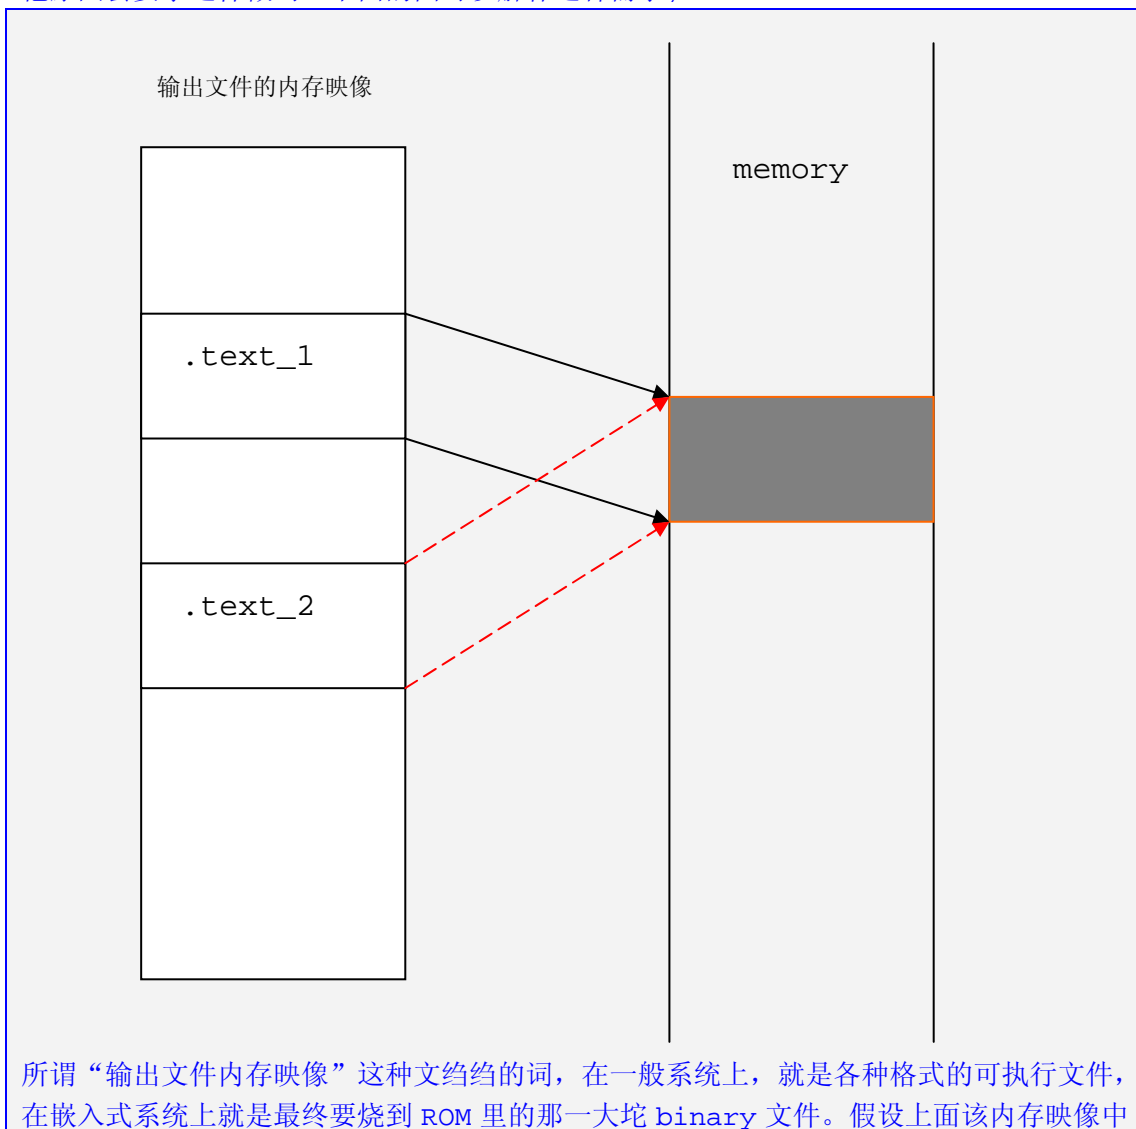 输出文件的内存映像
memory
.text_1
.text_2
所谓“输出文件内存映像”这种文绉绉的词，在一般系统上，就是各种格式的可执行文件，
在嵌入式系统上就是最终要烧到 ROM 里的那一大坨 binary 文件。假设上面该内存映像中